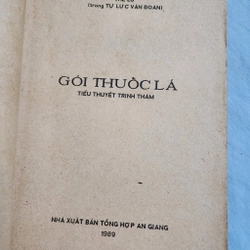 (trong TỰ LỰC VĂN ĐOÀN)
GÓI THUỐC LÁ
TIỂU THUYẾT TRINH THÁM
NHÀ XUẤT BẢN TỔNG HỢP AN GIANG
1989